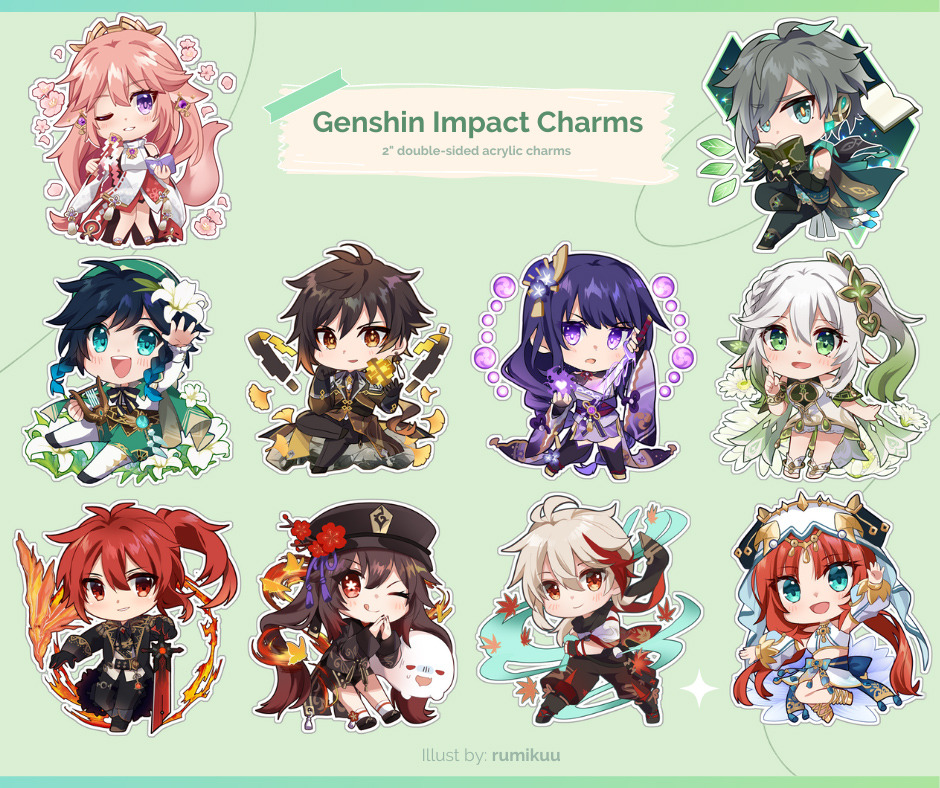 Genshin Impact Charms
2" double-sided acrylic charms
Illust by: rumikuu